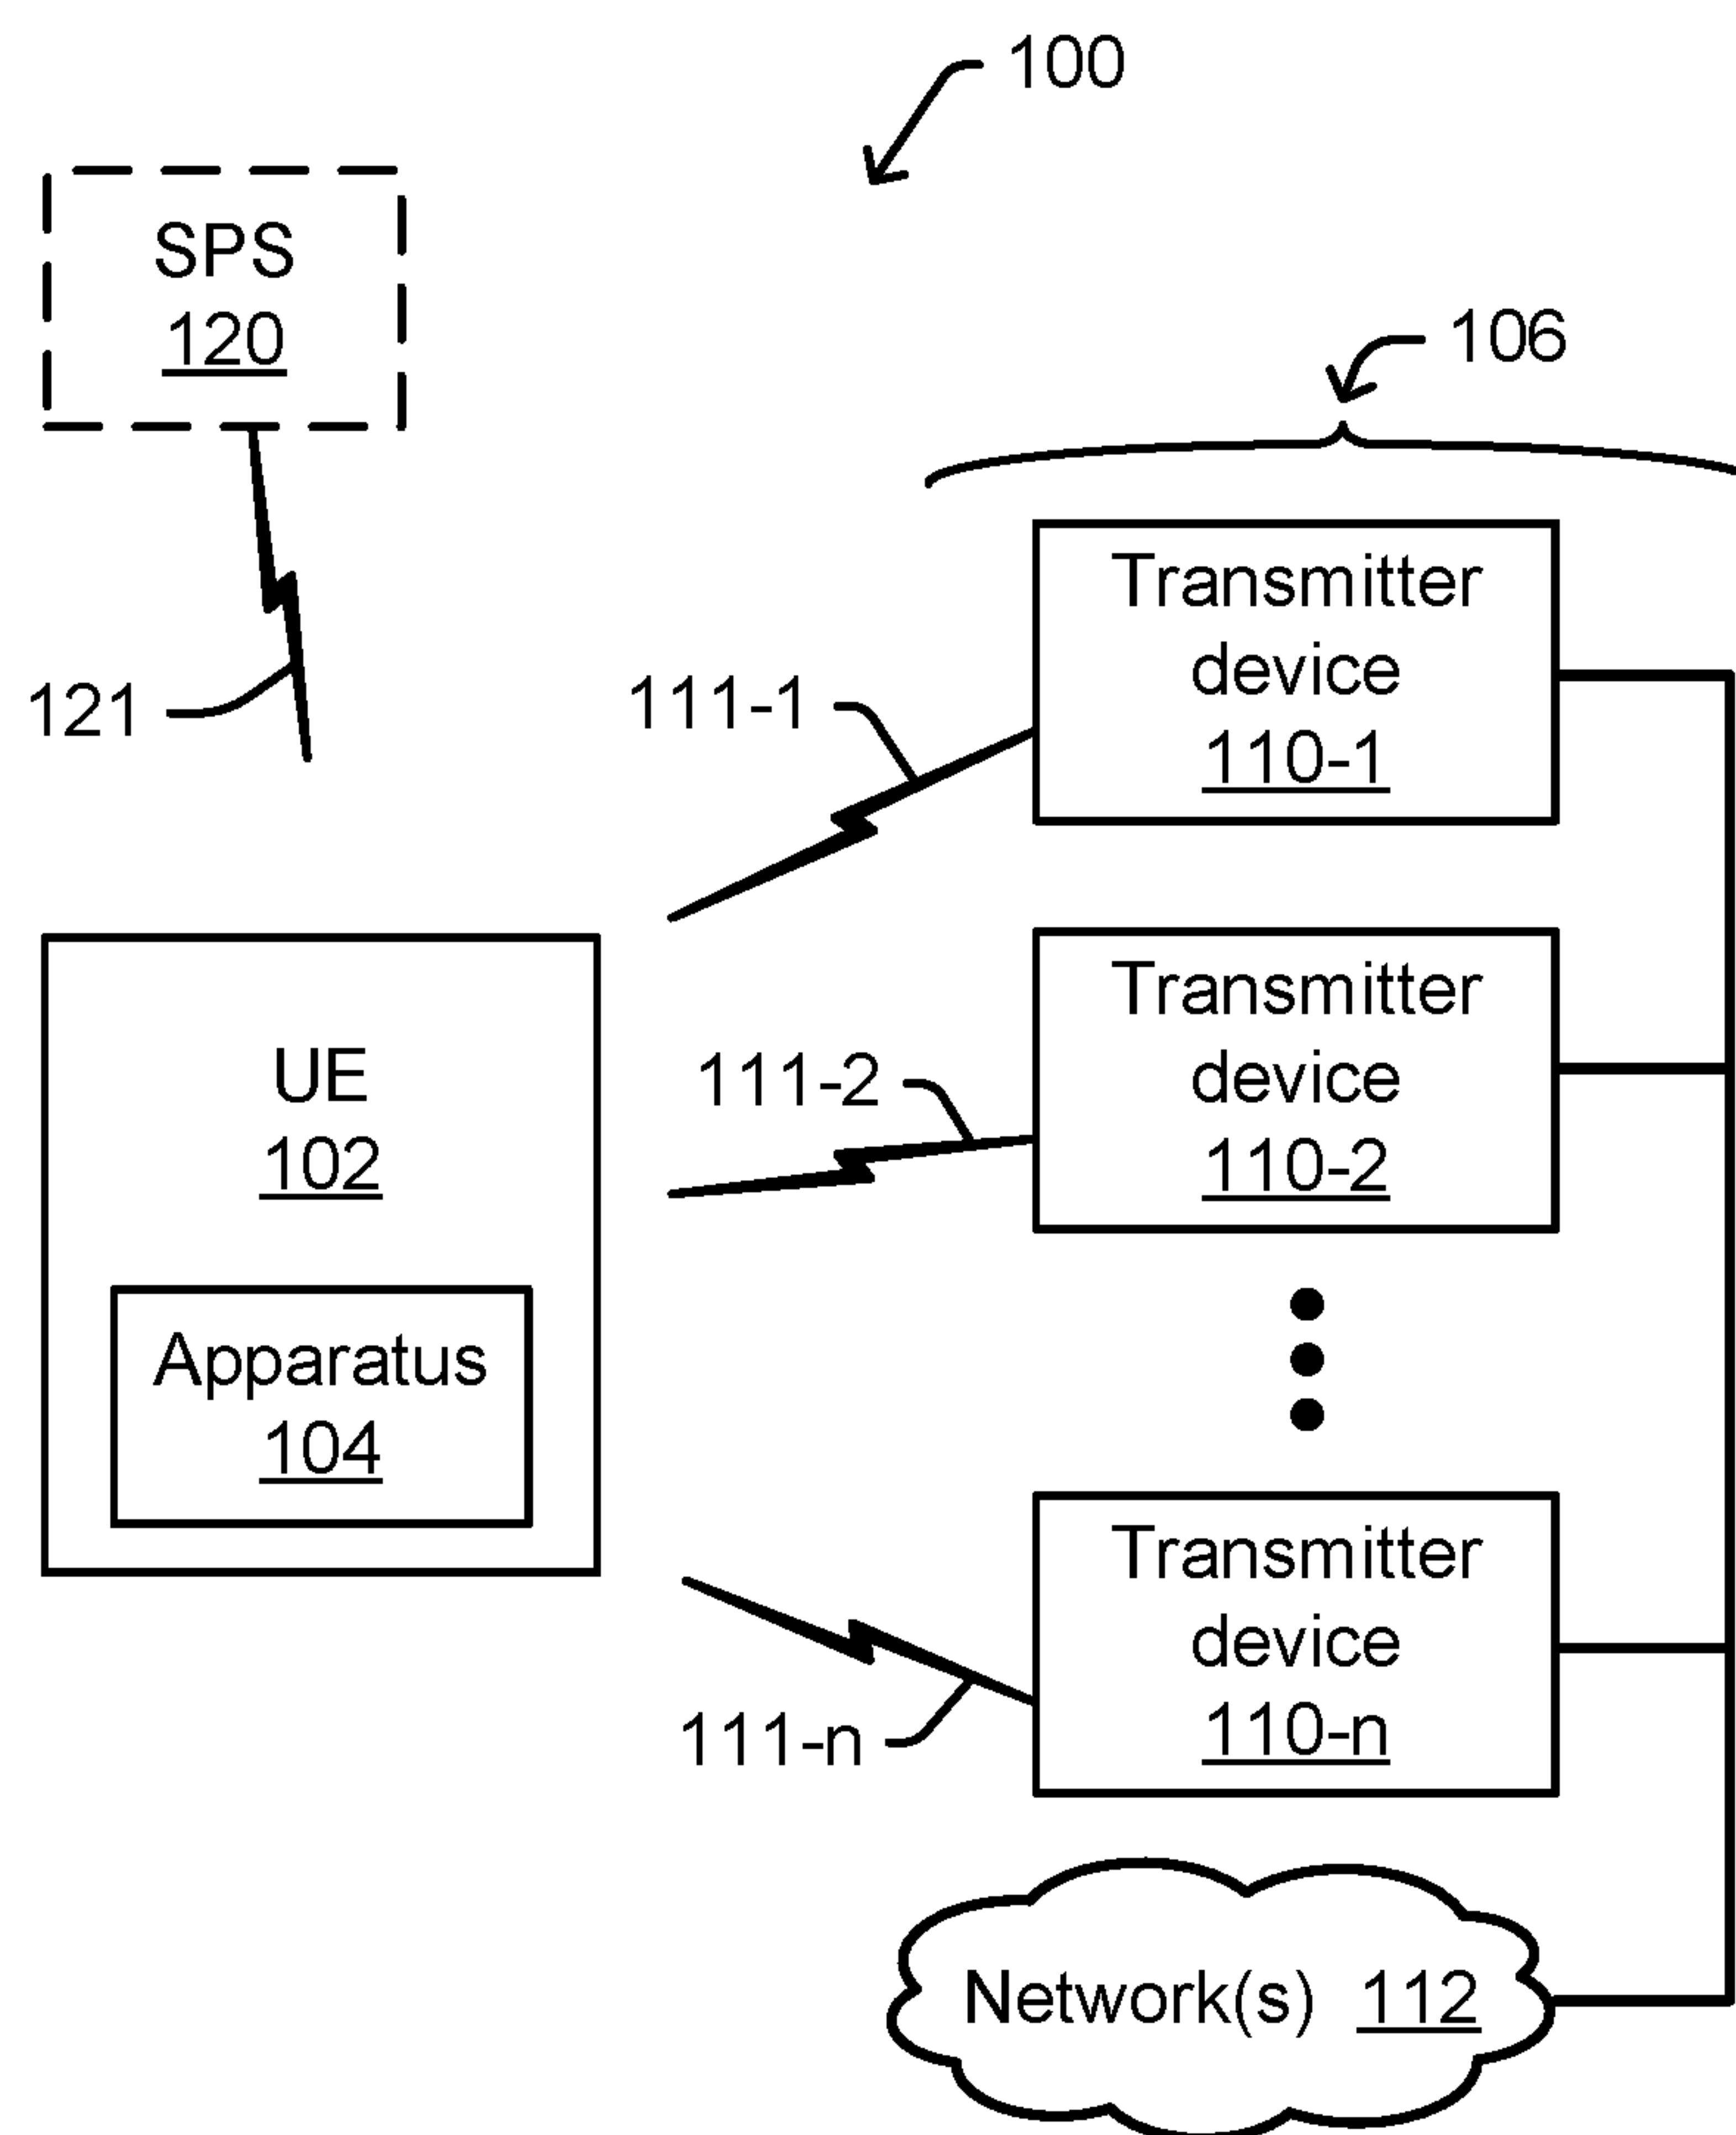 100
SPS
120
106
Transmitter
device
110-1
121
111-1
Transmitter
device
110-2
UE
102
111-2
Apparatus
104
Transmitter
device
110-n
111-n
Network(s) 112